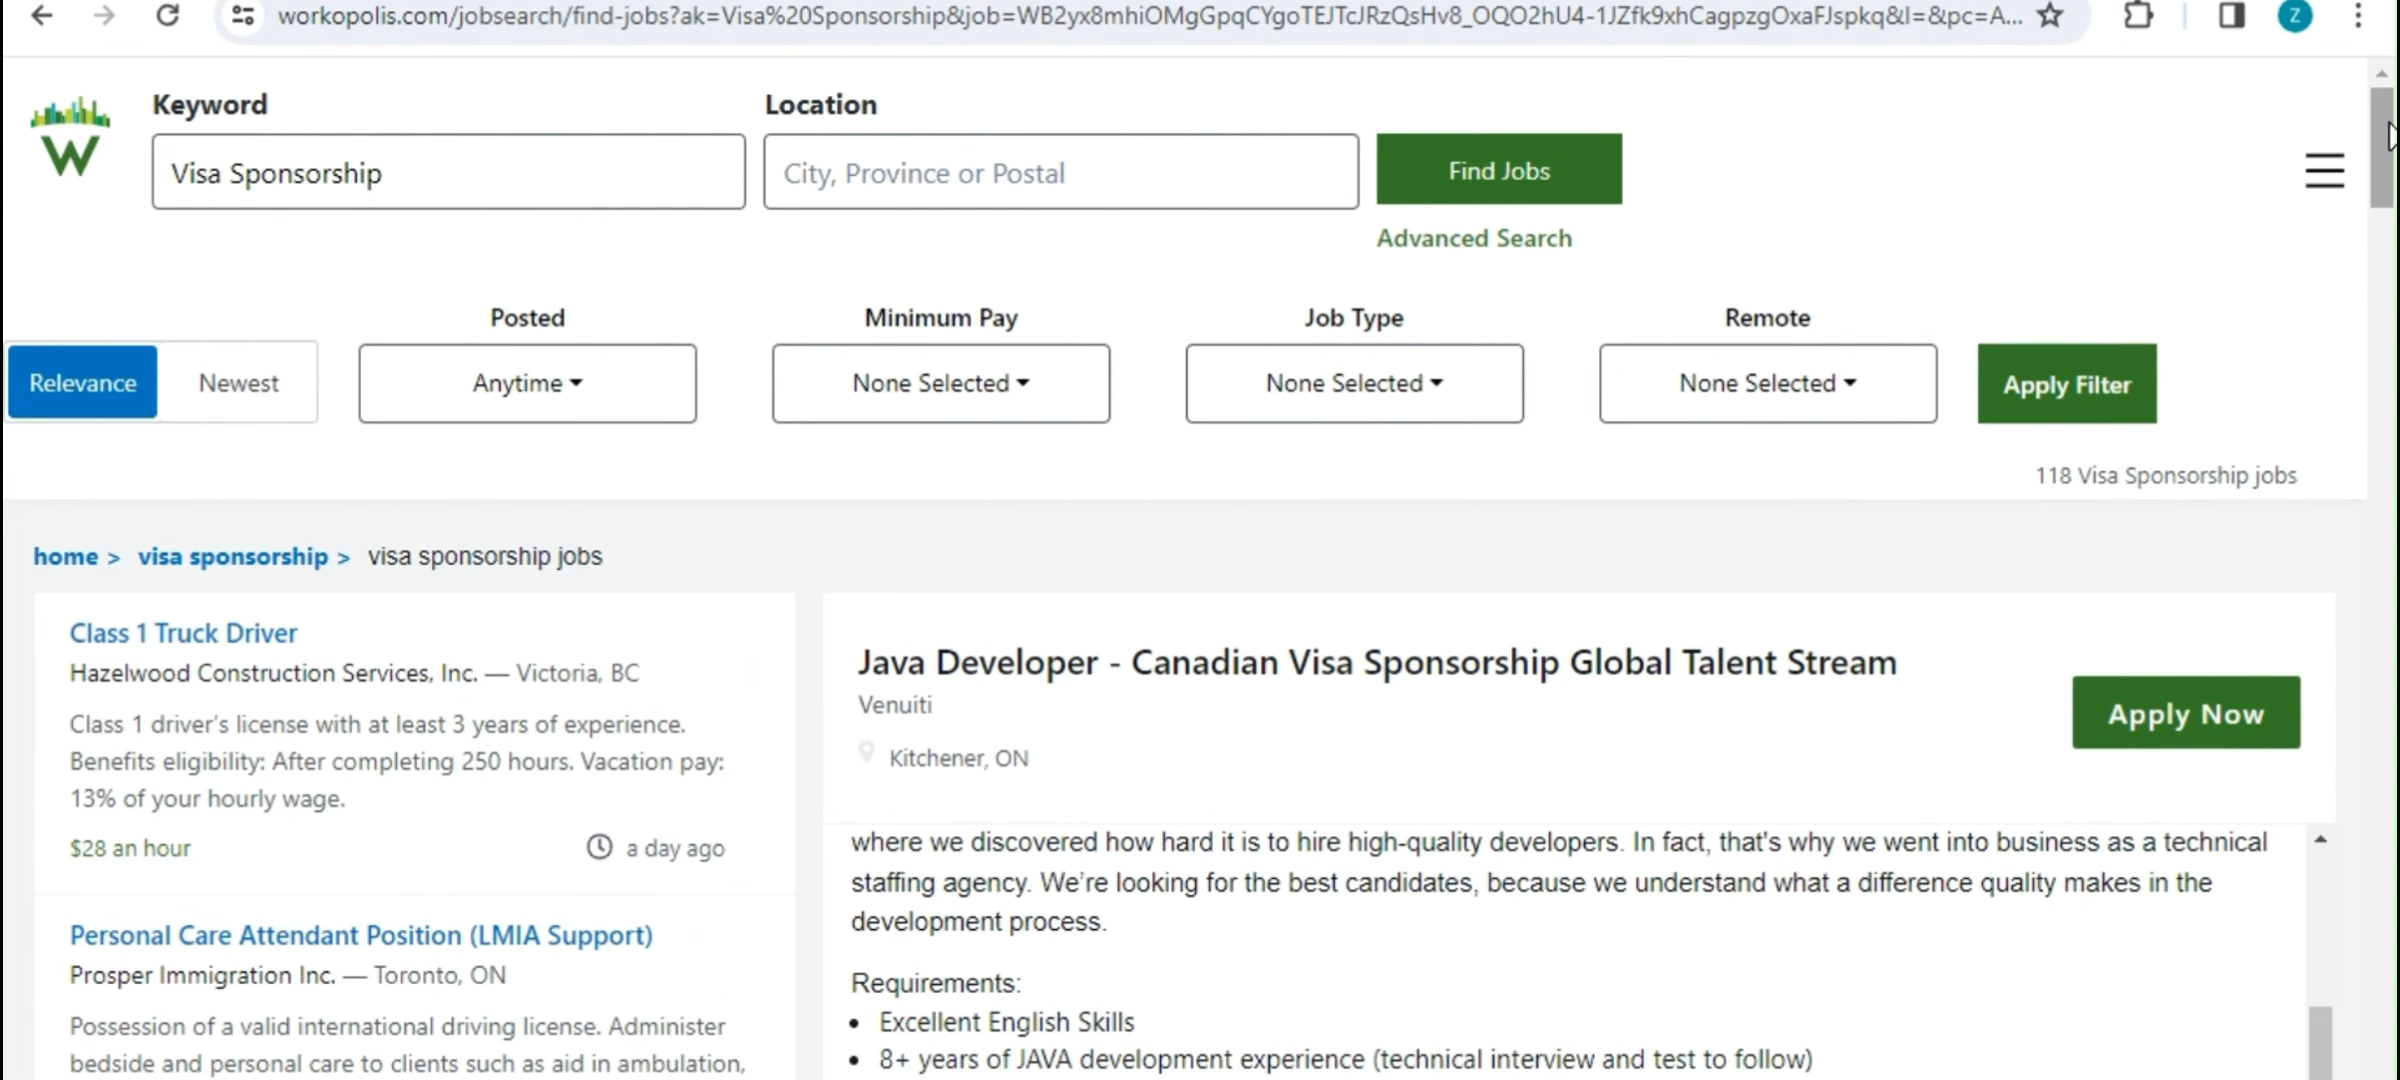 workopolis.com/jobsearch/find-jobs?ak=Visa%20Sponsorship&job=WB2yx8mhiOMgGpqCYgoTEJTcJRzQsHv8_OQO2hU4-1JZfk9xhCagpzgOxaFJspkq&l=&pc=A...
Z
W
Keyword
Location
Visa Sponsorship
City, Province or Postal
Find Jobs
Advanced Search
Posted
Minimum Pay
Job Type
Remote
Relevance
Newest
Anytime
None Selected
None Selected
None Selected
Apply Filter
118 Visa Sponsorship jobs
home > visa sponsorship > visa sponsorship jobs
Class 1 Truck Driver
Hazelwood Construction Services, Inc. — Victoria, BC
Class 1 driver's license with at least 3 years of experience.
Benefits eligibility: After completing 250 hours. Vacation pay:
13% of your hourly wage.
$28 an hour
a day ago
Personal Care Attendant Position (LMIA Support)
Prosper Immigration Inc. — Toronto, ON
Possession of a valid international driving license. Administer
bedside and personal care to clients such as aid in ambulation,
Java Developer - Canadian Visa Sponsorship Global Talent Stream
Venuiti
Kitchener, ON
Apply Now
where we discovered how hard it is to hire high-quality developers. In fact, that's why we went into business as a technical
staffing agency. We're looking for the best candidates, because we understand what a difference quality makes in the
development process.
Requirements:
• Excellent English Skills
• 8+ years of JAVA development experience (technical interview and test to follow)